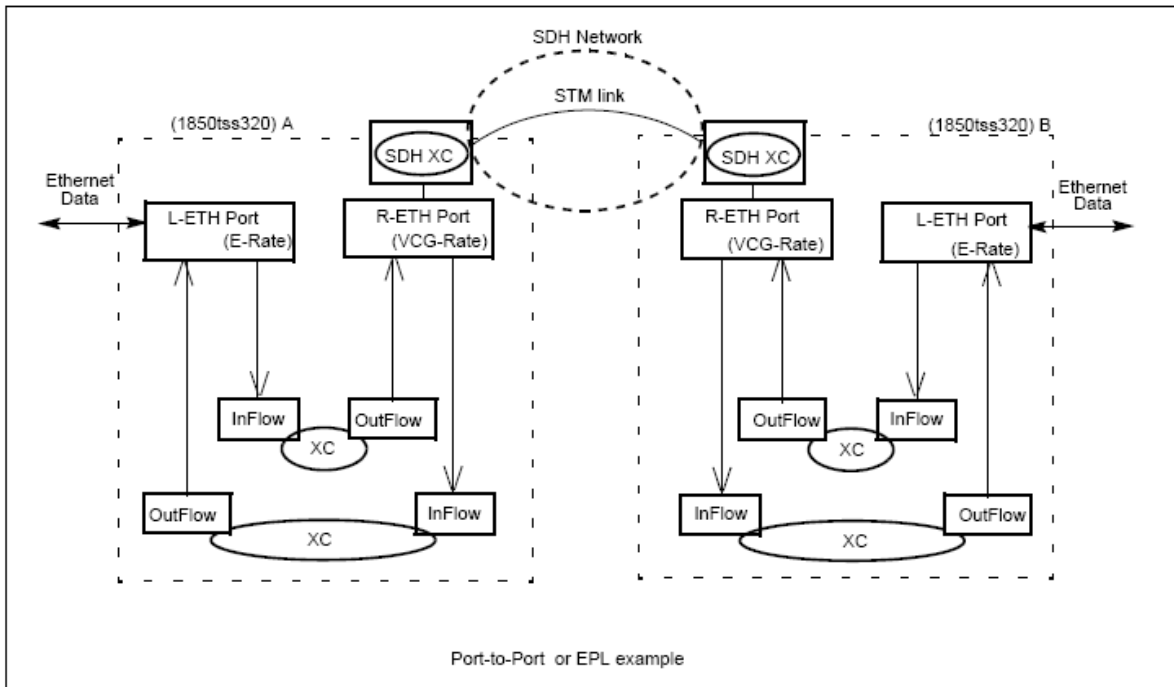 SDH Network
STM link
(1850tss320) A
(1850tss320) B
SDH XC
SDH XC
Ethernet
Data
Ethernet
Data
L-ETH Port
(E-Rate)
R-ETH Port
(VCG-Rate)
R-ETH Port
(VCG-Rate)
L-ETH Port
(E-Rate)
InFlow
OutFlow
XC
OutFlow
InFlow
XC
OutFlow
InFlow
XC
InFlow
OutFlow
XC
Port-to-Port or EPL example